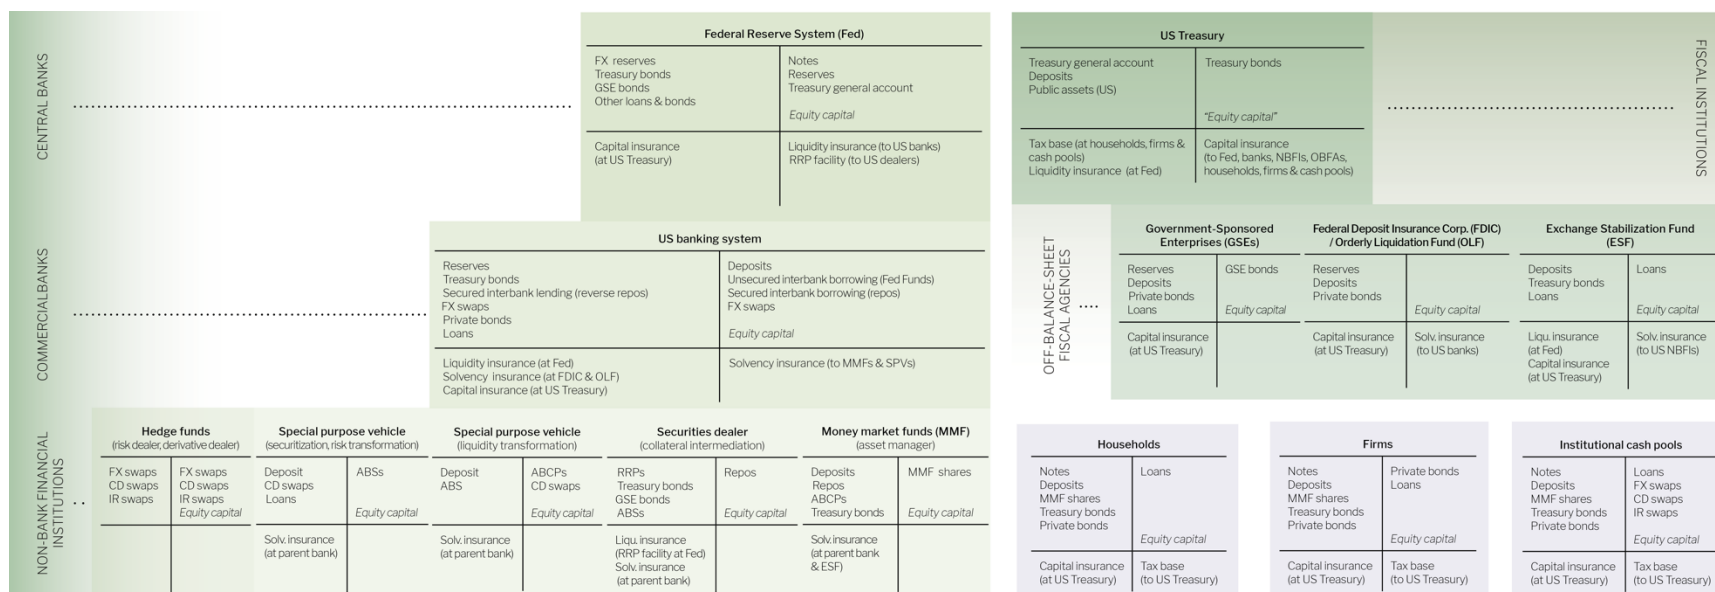 CENTRAL BANKS
Federal Reserve System (Fed)
FX reserves
Treasury bonds
GSE bonds
Other loans & bonds
Notes
Reserves
Treasury general account
Equity capital
Capital insurance
(at US Treasury)
Liquidity insurance (to US banks)
RRP facility (to US dealers)
US Treasury
Treasury general account
Deposits
Public assets (US)
Treasury bonds
“Equity capital”
Tax base (at households, firms &
cash pools)
Liquidity insurance (at Fed)
Capital insurance
(to Fed, banks, NBFIs, OBFAs,
households, firms & cash pools)
FISCAL INSTITUTIONS
COMMERCIALBANKS
US banking system
Reserves
Treasury bonds
Secured interbank lending (reverse repos)
FX swaps
Private bonds
Loans
Deposits
Unsecured interbank borrowing (Fed Funds)
Secured interbank borrowing (repos)
FX swaps
Equity capital
Liquidity insurance (at Fed)
Solvency insurance (at FDIC & OLF)
Capital insurance (at US Treasury)
Solvency insurance (to MMFs & SPVs)
OFF-BALANCE-SHEET
FISCAL AGENCIES
Government-Sponsored
Enterprises (GSEs)
Reserves
Deposits
Private bonds
Loans
GSE bonds
Equity capital
Capital insurance
(at US Treasury)
Federal Deposit Insurance Corp. (FDIC)
/ Orderly Liquidation Fund (OLF)
Reserves
Deposits
Private bonds
Equity capital
Capital insurance
(at US Treasury)
Solv. insurance
(to US banks)
Exchange Stabilization Fund
(ESF)
Deposits
Treasury bonds
Loans
Loans
Equity capital
Liqu. insurance
(at Fed)
Capital insurance
(at US Treasury)
Solv. insurance
(to US NBFIs)
NON-BANK FINANCIAL
INSTITUTIONS
Hedge funds
(risk dealer, derivative dealer)
FX swaps
CD swaps
IR swaps
FX swaps
CD swaps
IR swaps
Equity capital
Special purpose vehicle
(securitization, risk transformation)
Deposit
CD swaps
Loans
ABSs
Equity capital
Solv. insurance
(at parent bank)
Special purpose vehicle
(liquidity transformation)
Deposit
ABS
ABCPs
CD swaps
Equity capital
Solv. insurance
(at parent bank)
Securities dealer
(collateral intermediation)
RRPs
Treasury bonds
GSE bonds
ABSs
Repos
Equity capital
Liqu. insurance
(RRP facility at Fed)
Solv. insurance
(at parent bank)
Money market funds (MMF)
(asset manager)
Deposits
Repos
ABCPs
Treasury bonds
MMF shares
Equity capital
Solv. insurance
(at parent bank
& ESF)
Households
Notes
Deposits
MMF shares
Treasury bonds
Private bonds
Loans
Equity capital
Capital insurance
(at US Treasury)
Tax base
(to US Treasury)
Firms
Notes
Deposits
MMF shares
Treasury bonds
Private bonds
Private bonds
Loans
Equity capital
Capital insurance
(at US Treasury)
Tax base
(to US Treasury)
Institutional cash pools
Notes
Deposits
MMF shares
Treasury bonds
Private bonds
Loans
FX swaps
CD swaps
IR swaps
Equity capital
Capital insurance
(at US Treasury)
Tax base
(to US Treasury)